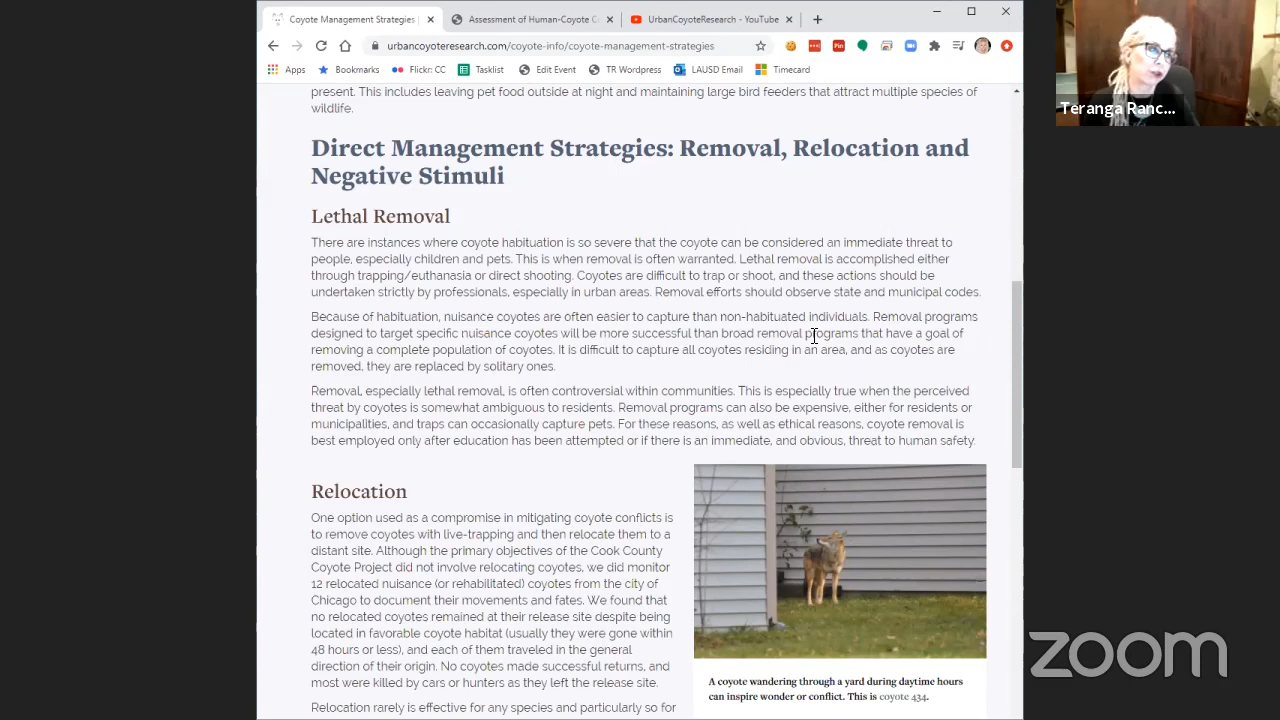 Coyote Management Strategies |
Assessment of Human-Coyote C
UrbanCoyoteResearch - YouTube
urbancoyoteresearch.com/coyote-info/coyote-management-strategies
Apps Bookmarks Flickr: CC Tasklist Edit Event TR Wordpress LAUSD Email Timecard
present. This includes leaving pet food outside at night and maintaining large bird feeders that attract multiple species of
wildlife.
Direct Management Strategies: Removal, Relocation and
Negative Stimuli
Lethal Removal
There are instances where coyote habituation is so severe that the coyote can be considered an immediate threat to
people, especially children and pets. This is when removal is often warranted. Lethal removal is accomplished either
through trapping/euthanasia or direct shooting. Coyotes are difficult to trap or shoot, and these actions should be
undertaken strictly by professionals, especially in urban areas. Removal efforts should observe state and municipal codes.
Because of habituation, nuisance coyotes are often easier to capture than non-habituated individuals. Removal programs
designed to target specific nuisance coyotes will be more successful than broad removal programs that have a goal of
removing a complete population of coyotes. It is difficult to capture all coyotes residing in an area, and as coyotes are
removed, they are replaced by solitary ones.
Removal, especially lethal removal, is often controversial within communities. This is especially true when the perceived
threat by coyotes is somewhat ambiguous to residents. Removal programs can also be expensive, either for residents or
municipalities, and traps can occasionally capture pets. For these reasons, as well as ethical reasons, coyote removal is
best employed only after education has been attempted or if there is an immediate, and obvious, threat to human safety.
Relocation
One option used as a compromise in mitigating coyote conflicts is
to remove coyotes with live-trapping and then relocate them to a
distant site. Although the primary objectives of the Cook County
Coyote Project did not involve relocating coyotes, we did monitor
12 relocated nuisance (or rehabilitated) coyotes from the city of
Chicago to document their movements and fates. We found that
no relocated coyotes remained at their release site despite being
located in favorable coyote habitat (usually they were gone within
48 hours or less), and each of them traveled in the general
direction of their origin. No coyotes made successful returns, and
most were killed by cars or hunters as they left the release site.
Relocation rarely is effective for any species and particularly so for
A coyote wandering through a yard during daytime hours
can inspire wonder or conflict. This is coyote 434.
Teranga Ranc...
zoom